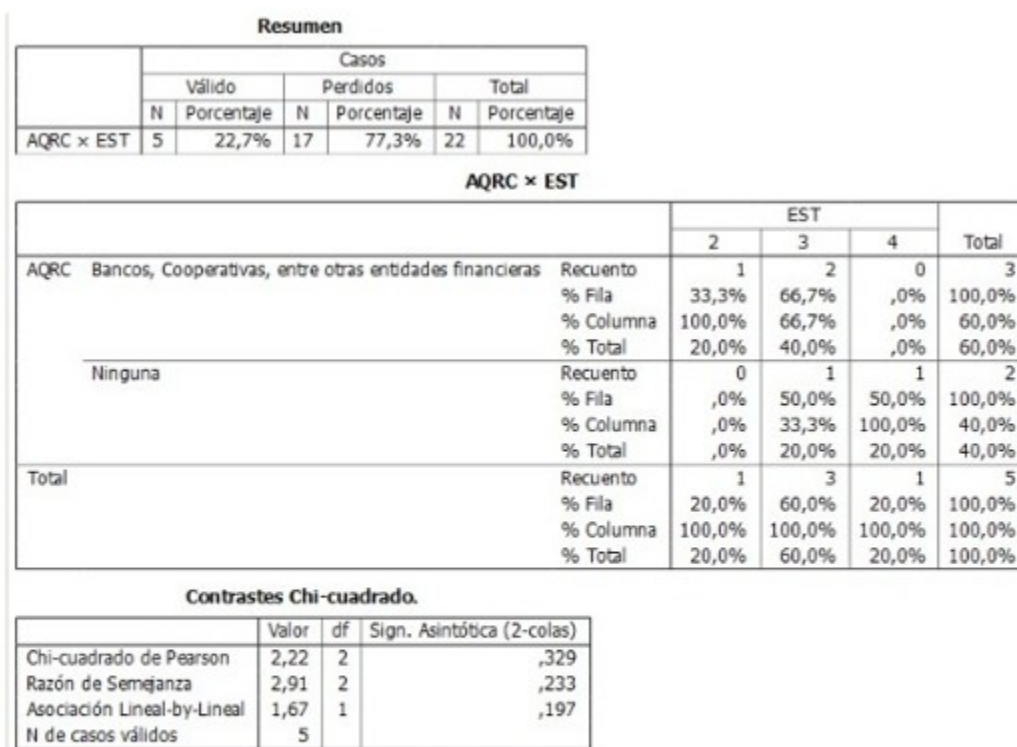 Resumen
Casos
Válido Perdidos Total
N Porcentaje N Porcentaje N Porcentaje
AQRC × EST 5 22,7% 17 77,3% 22 100,0%
AQRC × EST
EST
2 3 4 Total
AQRC Bancos, Cooperativas, entre otras entidades financieras Recuento 1 2 0 3
% Fila 33,3% 66,7% ,0% 100,0%
% Columna 100,0% 66,7% ,0% 60,0%
% Total 20,0% 40,0% ,0% 60,0%
Ninguna Recuento 0 1 1 2
% Fila ,0% 50,0% 50,0% 100,0%
% Columna ,0% 33,3% 100,0% 40,0%
% Total ,0% 20,0% 20,0% 40,0%
Total Recuento 1 3 1 5
% Fila 20,0% 60,0% 20,0% 100,0%
% Columna 100,0% 100,0% 100,0% 100,0%
% Total 20,0% 60,0% 20,0% 100,0%
Contrastes Chi-cuadrado.
Valor df Sign. Asintótica (2-colas)
Chi-cuadrado de Pearson 2,22 2 ,329
Razón de Semejanza 2,91 2 ,233
Asociación Lineal-by-Lineal 1,67 1 ,197
N de casos válidos 5